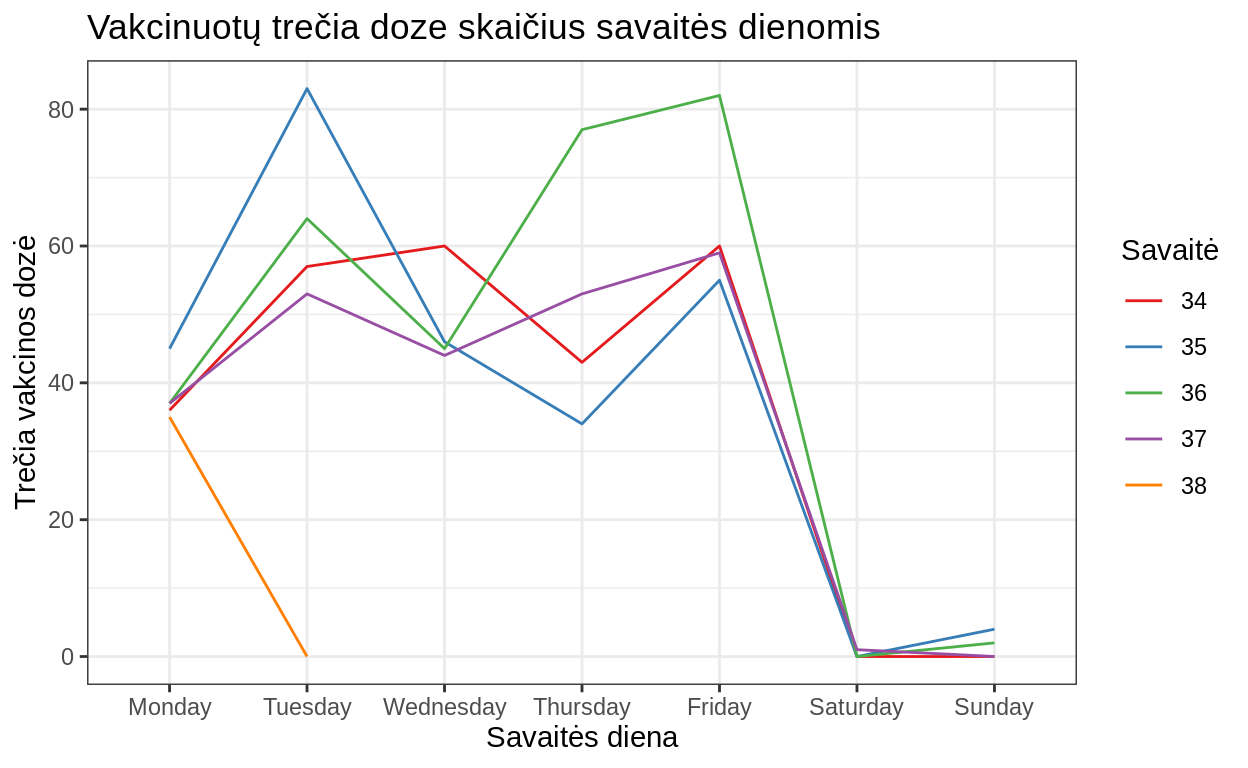 Vakcinuotų trečia doze skaičius savaitės dienomis
Trečia vakcinos dozė
80
60
40
20
0
Monday Tuesday Wednesday Thursday Friday Saturday Sunday
Savaitės diena
Savaitė
34
35
36
37
38